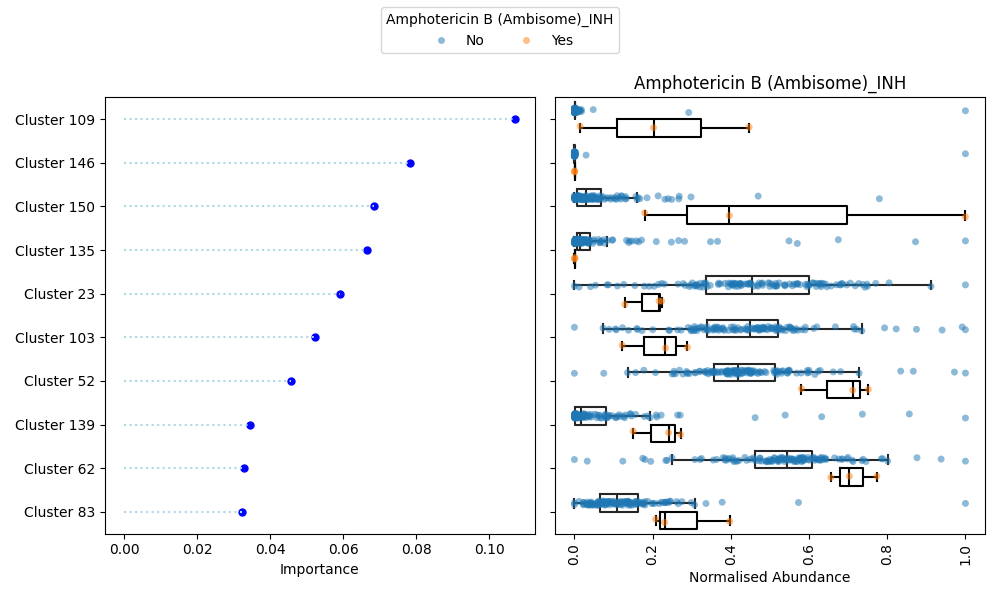 Amphotericin B (Ambisome)_INH
No Yes
Amphotericin B (Ambisome)_INH
Cluster 109
Cluster 146
Cluster 150
Cluster 135
Cluster 23
Cluster 103
Cluster 52
Cluster 139
Cluster 62
Cluster 83
0.00 0.02 0.04 0.06 0.08 0.10
Importance
0.0 0.2 0.4 0.6 0.8 1.0
Normalised Abundance